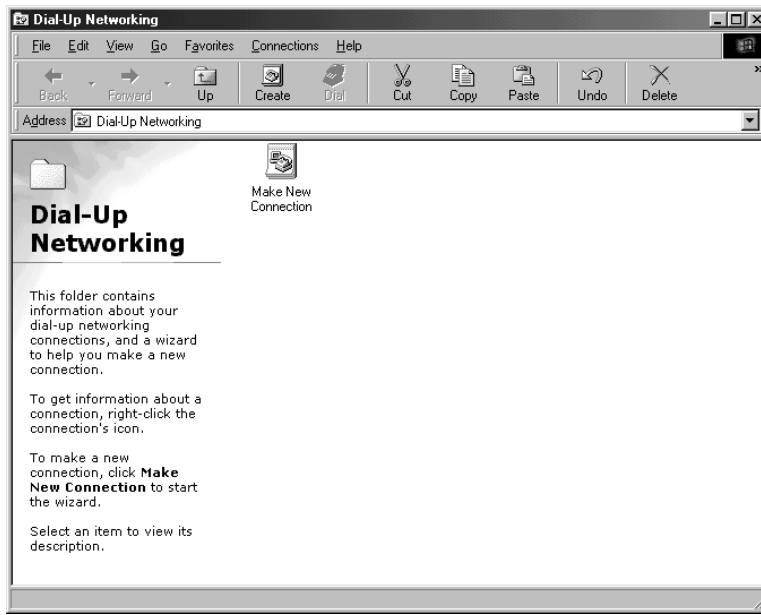 Dial-Up Networking
File Edit View Go Favorites Connections Help
Back Forward Up Create Dial Cut Copy Paste Undo Delete »
Address Dial-Up Networking
Make New
Connection
Dial-Up
Networking
This folder contains
information about your
dial-up networking
connections, and a wizard
to help you make a new
connection.
To get information about a
connection, right-click the
connection's icon.
To make a new
connection, click Make
New Connection to start
the wizard.
Select an item to view its
description.